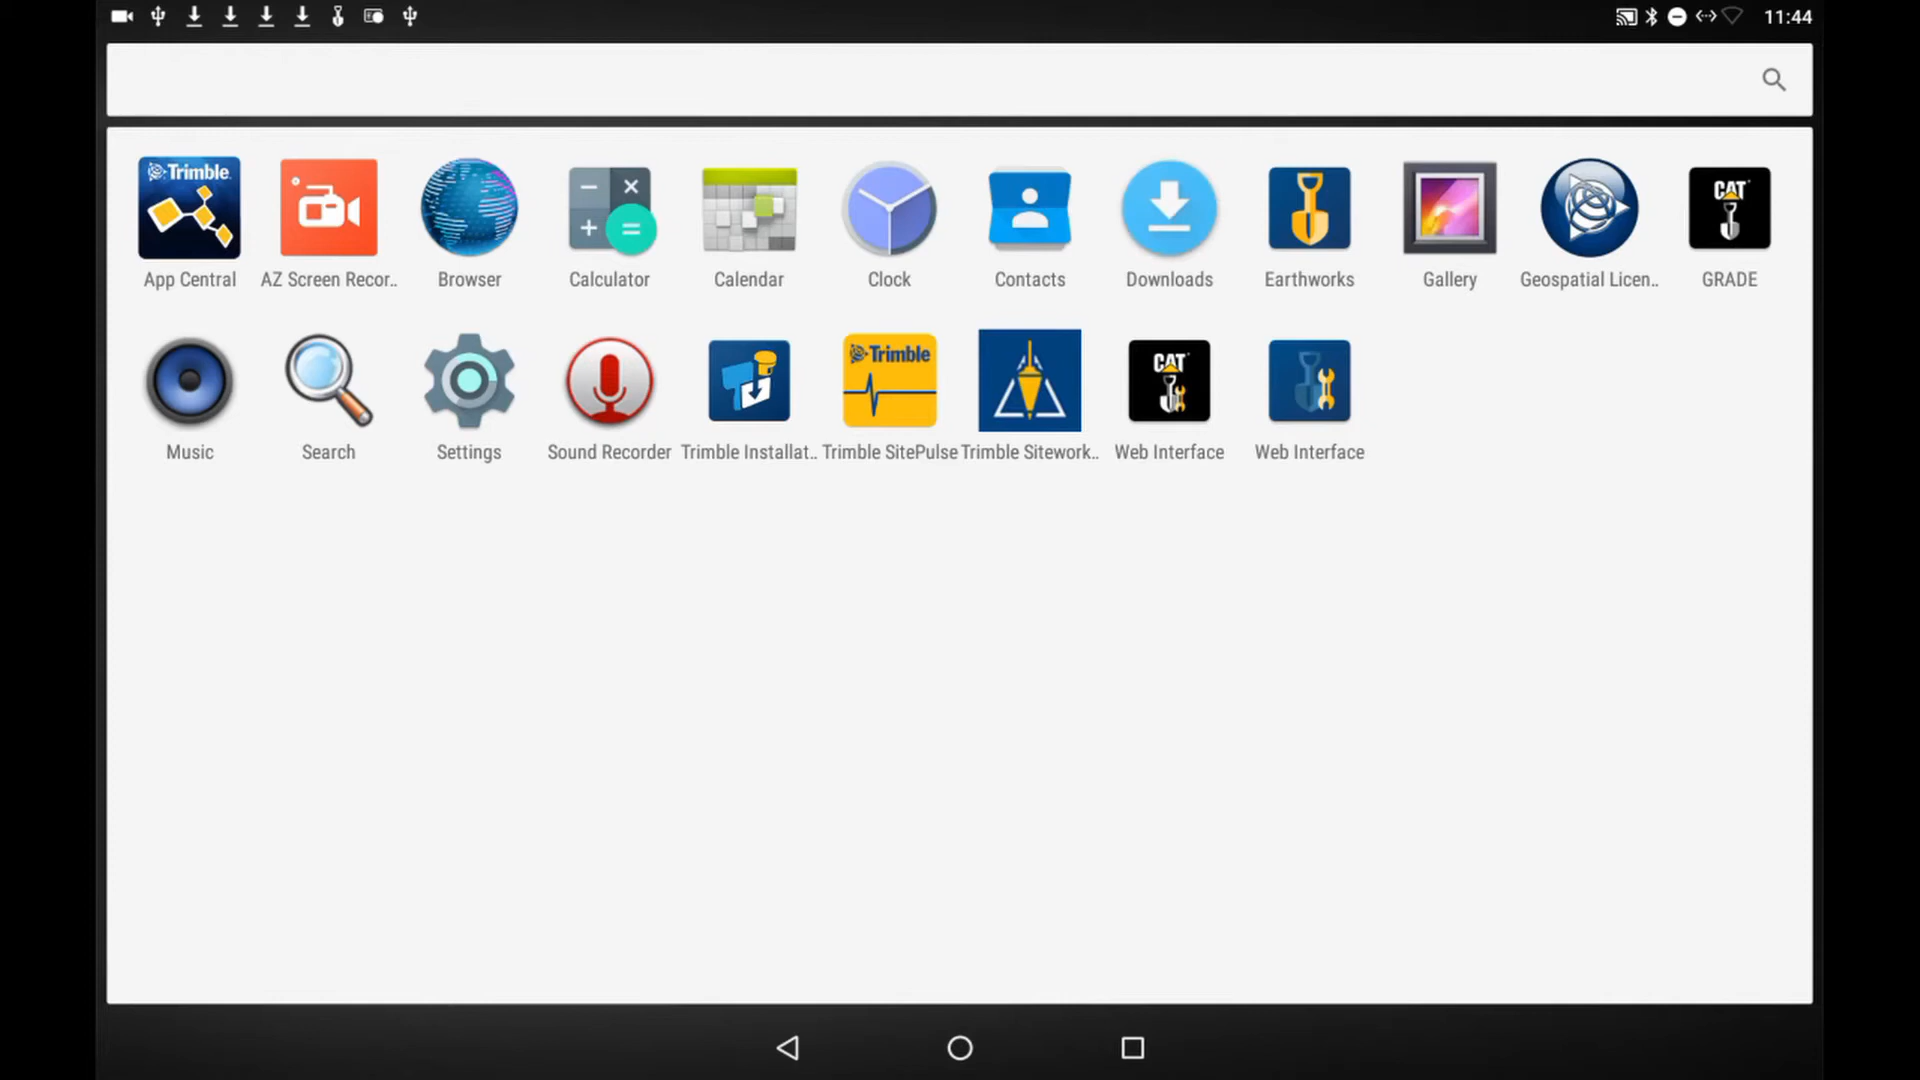 11:44
Trimble
CAT
App Central AZ Screen Recor.. Browser Calculator Calendar Clock Contacts Downloads Earthworks Gallery Geospatial Licen.. GRADE
Trimble
CAT
Music Search Settings Sound Recorder Trimble Installat.. Trimble SitePulse Trimble Sitework.. Web Interface Web Interface